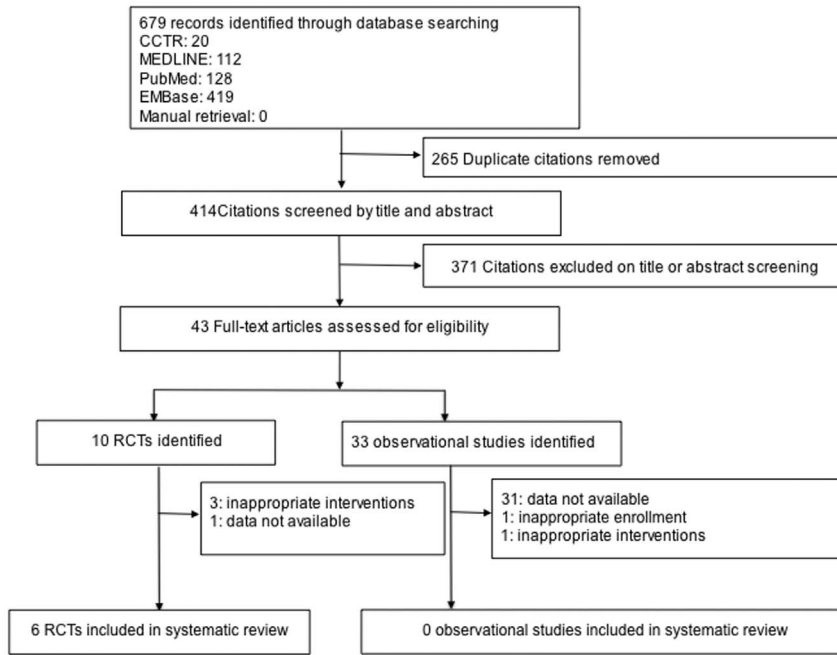 679 records identified through database searching
CCTR: 20
MEDLINE: 112
PubMed: 128
EMBase: 419
Manual retrieval: 0
265 Duplicate citations removed
414Citations screened by title and abstract
371 Citations excluded on title or abstract screening
43 Full-text articles assessed for eligibility
10 RCTs identified
33 observational studies identified
3: inappropriate interventions
1: data not available
31: data not available
1: inappropriate enrollment
1: inappropriate interventions
6 RCTs included in systematic review
0 observational studies included in systematic review